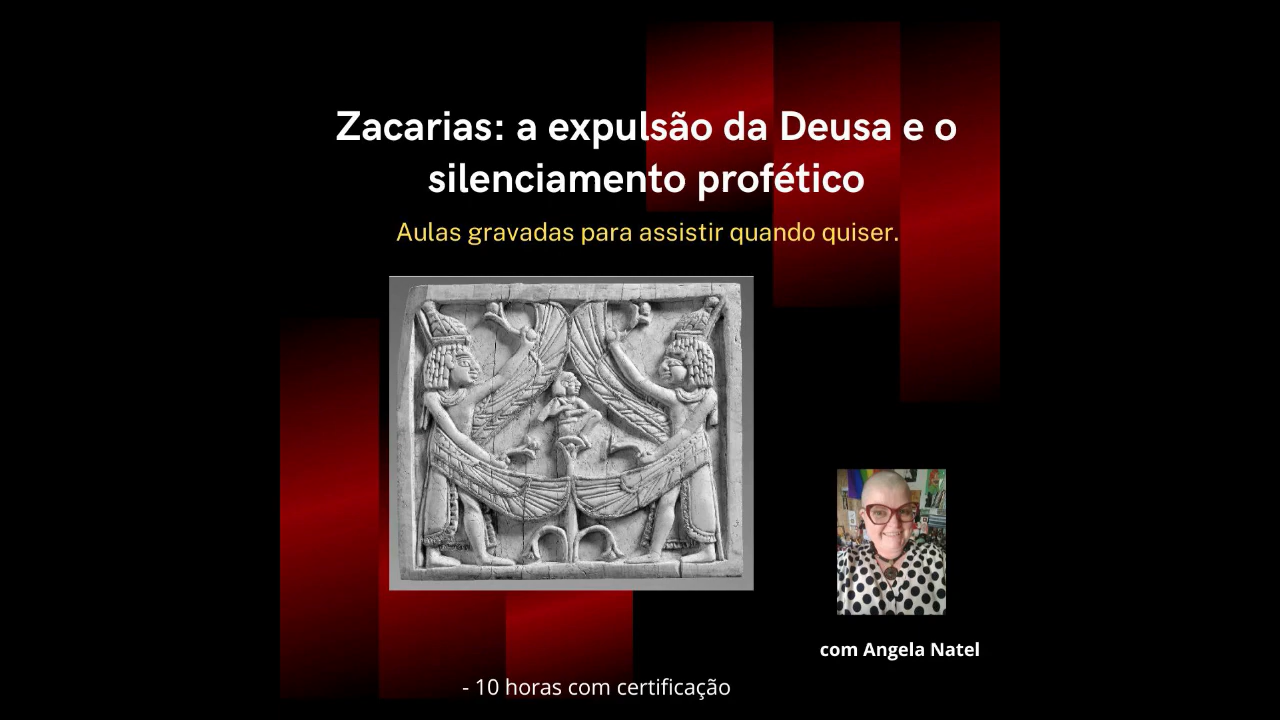 Zacarias: a expulsão da Deusa e o
silenciamento profético
Aulas gravadas para assistir quando quiser.
com Angela Natel
- 10 horas com certificação